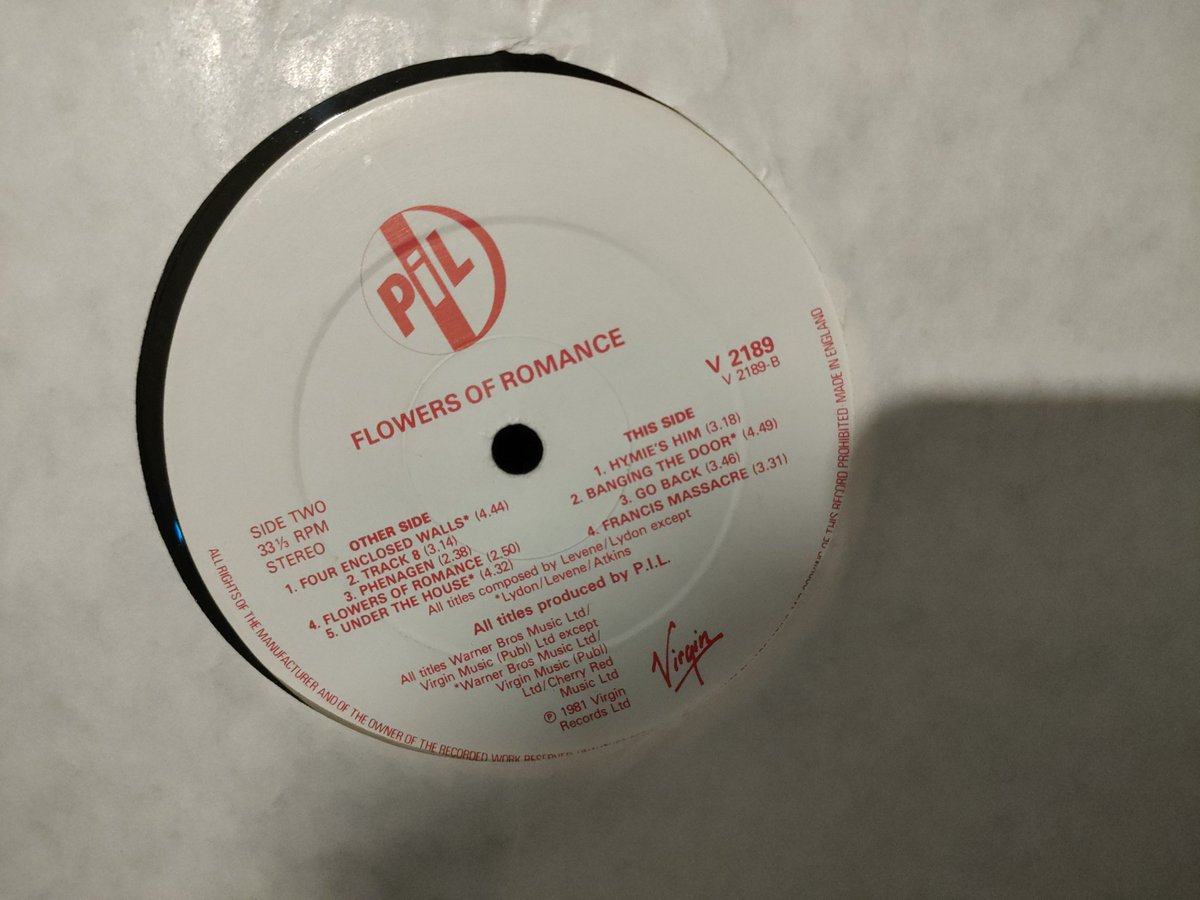 PiL
FLOWERS OF ROMANCE
V 2189
V 2189-B
SIDE TWO
33⅓ RPM
STEREO
OTHER SIDE
1. FOUR ENCLOSED WALLS* (4.44)
2. TRACK 8 (3.14)
3. PHENAGEN (2.38)
4. FLOWERS OF ROMANCE (2.50)
5. UNDER THE HOUSE* (4.32)
THIS SIDE
1. HYMIE'S HIM (3.18)
2. BANGING THE DOOR* (4.49)
3. GO BACK (3.46)
4. FRANCIS MASSACRE (3.31)
All titles composed by Levene/Lydon except
*Lydon/Levene/Atkins
All titles produced by P.I.L.
All titles Warner Bros Music Ltd/
Virgin Music (Publ) Ltd except
*Warner Bros Music Ltd/
Virgin Music (Publ)
Ltd/Cherry Red
Music Ltd
℗ 1981 Virgin
Records Ltd
Virgin
ALL RIGHTS OF THE MANUFACTURER AND OF THE OWNER OF THE RECORDED WORK RESERVED OF THIS RECORD PROHIBITED · MADE IN ENGLAND